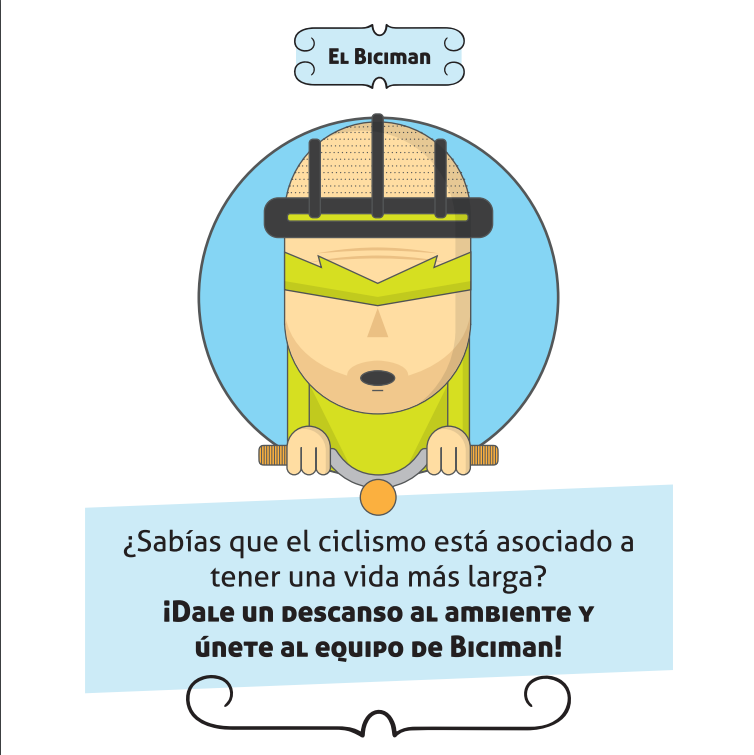 El Biciman
¿Sabías que el ciclismo está asociado a
tener una vida más larga?
¡Dale un descanso al ambiente y
únete al equipo de Biciman!